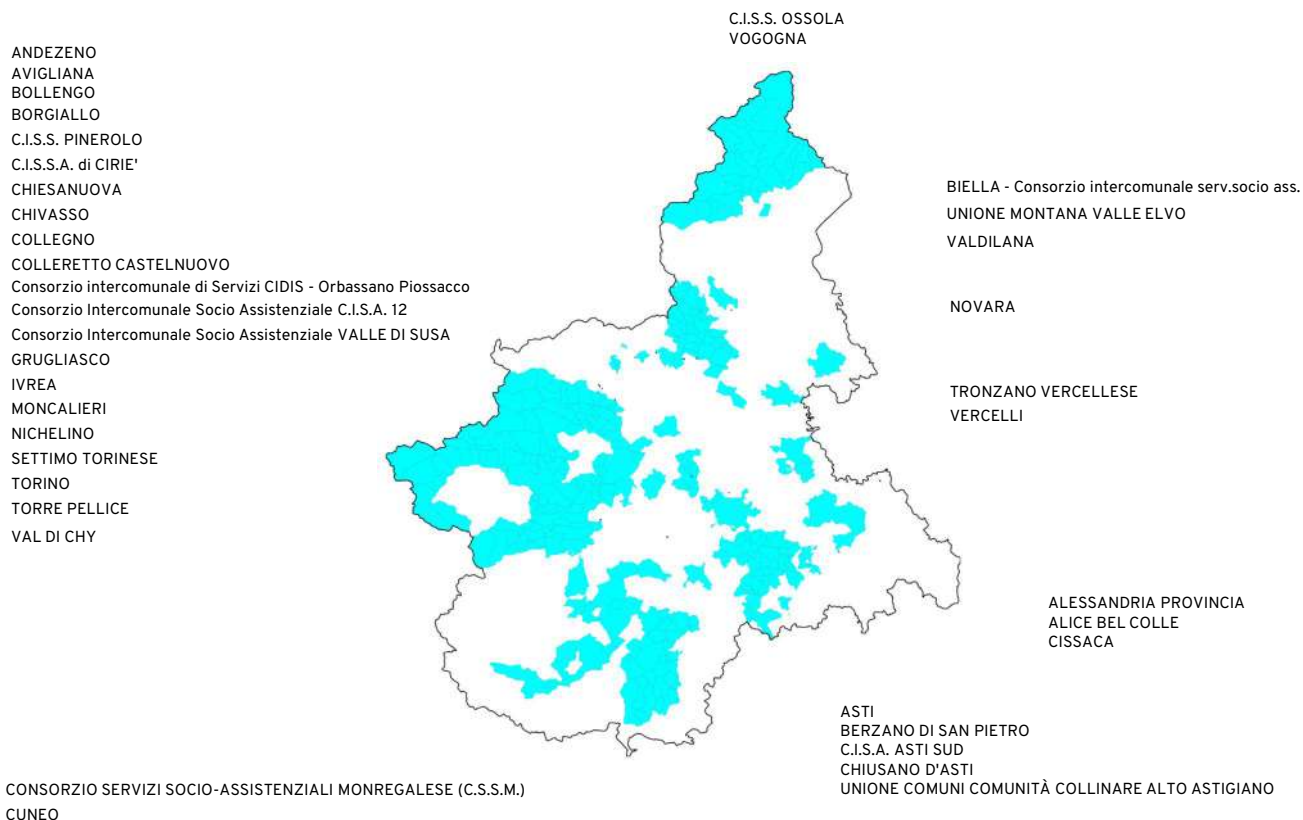 C.I.S.S. OSSOLA
VOGOGNA
ANDEZENO
AVIGLIANA
BOLLENGO
BORGIALLO
C.I.S.S. PINEROLO
C.I.S.S.A. di CIRIE'
CHIESANUOVA
CHIVASSO
COLLEGNO
COLLERETTO CASTELNUOVO
Consorzio intercomunale di Servizi CIDIS - Orbassano Piossacco
Consorzio Intercomunale Socio Assistenziale C.I.S.A. 12
Consorzio Intercomunale Socio Assistenziale VALLE DI SUSA
GRUGLIASCO
IVREA
MONCALIERI
NICHELINO
SETTIMO TORINESE
TORINO
TORRE PELLICE
VAL DI CHY
BIELLA - Consorzio intercomunale serv.socio ass.
UNIONE MONTANA VALLE ELVO
VALDILANA
NOVARA
TRONZANO VERCELLESE
VERCELLI
ALESSANDRIA PROVINCIA
ALICE BEL COLLE
CISSACA
ASTI
BERZANO DI SAN PIETRO
C.I.S.A. ASTI SUD
CHIUSANO D'ASTI
UNIONE COMUNI COMUNITÀ COLLINARE ALTO ASTIGIANO
CONSORZIO SERVIZI SOCIO-ASSISTENZIALI MONREGALESE (C.S.S.M.)
CUNEO